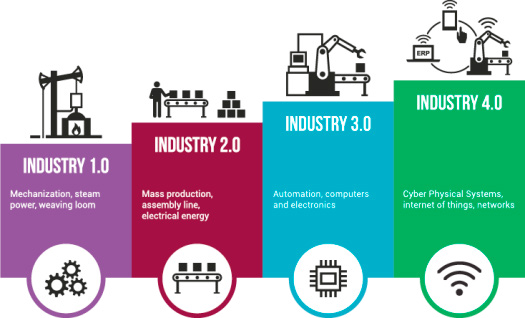 ERP
INDUSTRY 1.0
Mechanization, steam
power, weaving loom
INDUSTRY 2.0
Mass production,
assembly line,
electrical energy
INDUSTRY 3.0
Automation, computers
and electronics
INDUSTRY 4.0
Cyber Physical Systems,
internet of things, networks